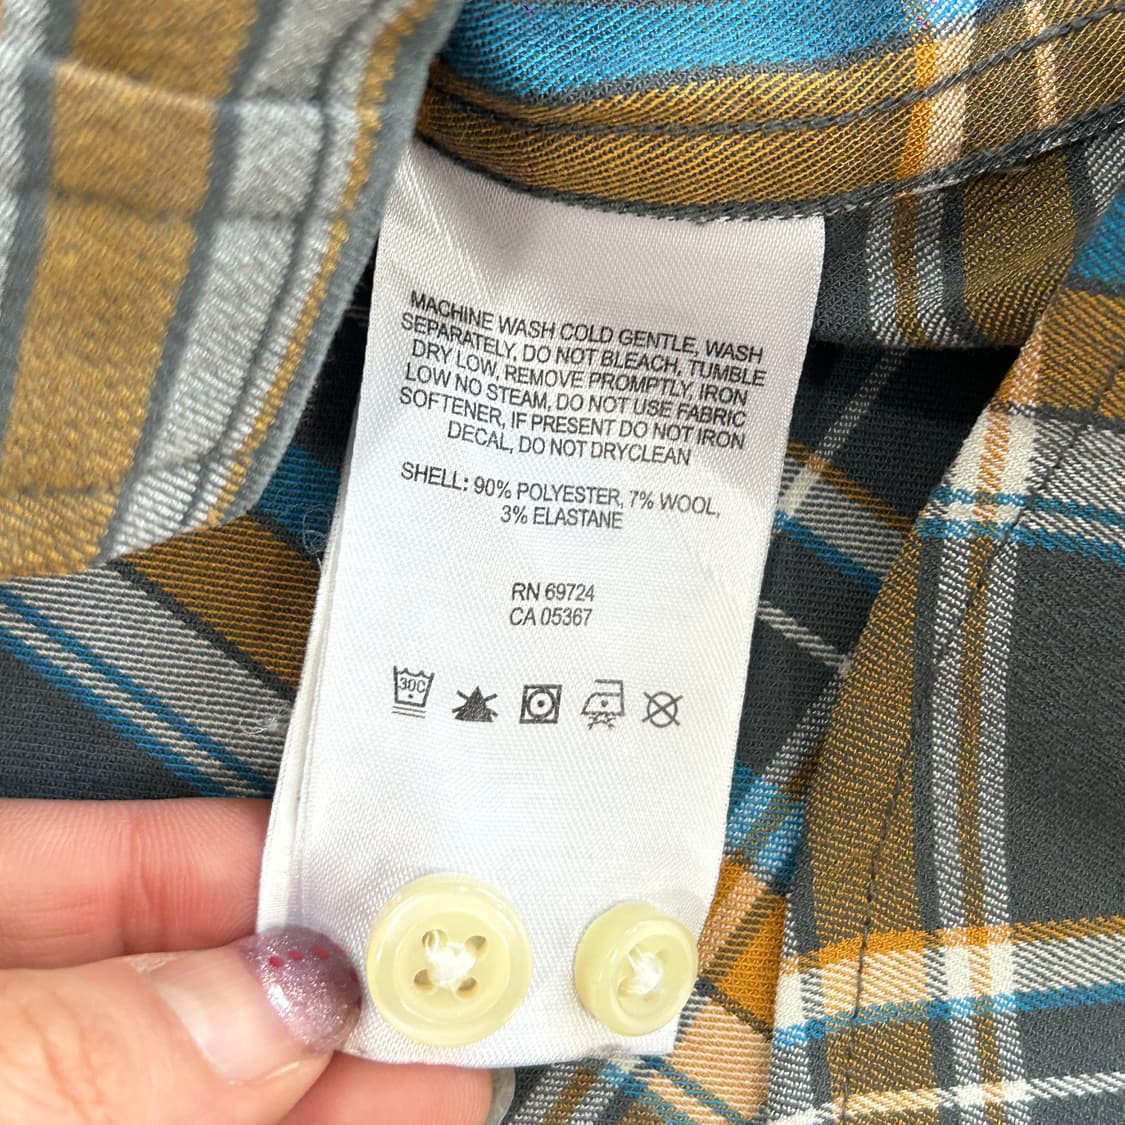 MACHINE WASH COLD GENTLE, WASH
SEPARATELY, DO NOT BLEACH, TUMBLE
DRY LOW, REMOVE PROMPTLY, IRON
LOW NO STEAM, DO NOT USE FABRIC
SOFTENER, IF PRESENT DO NOT IRON
DECAL, DO NOT DRYCLEAN
SHELL: 90% POLYESTER, 7% WOOL,
3% ELASTANE
RN 69724
CA 05367
30C